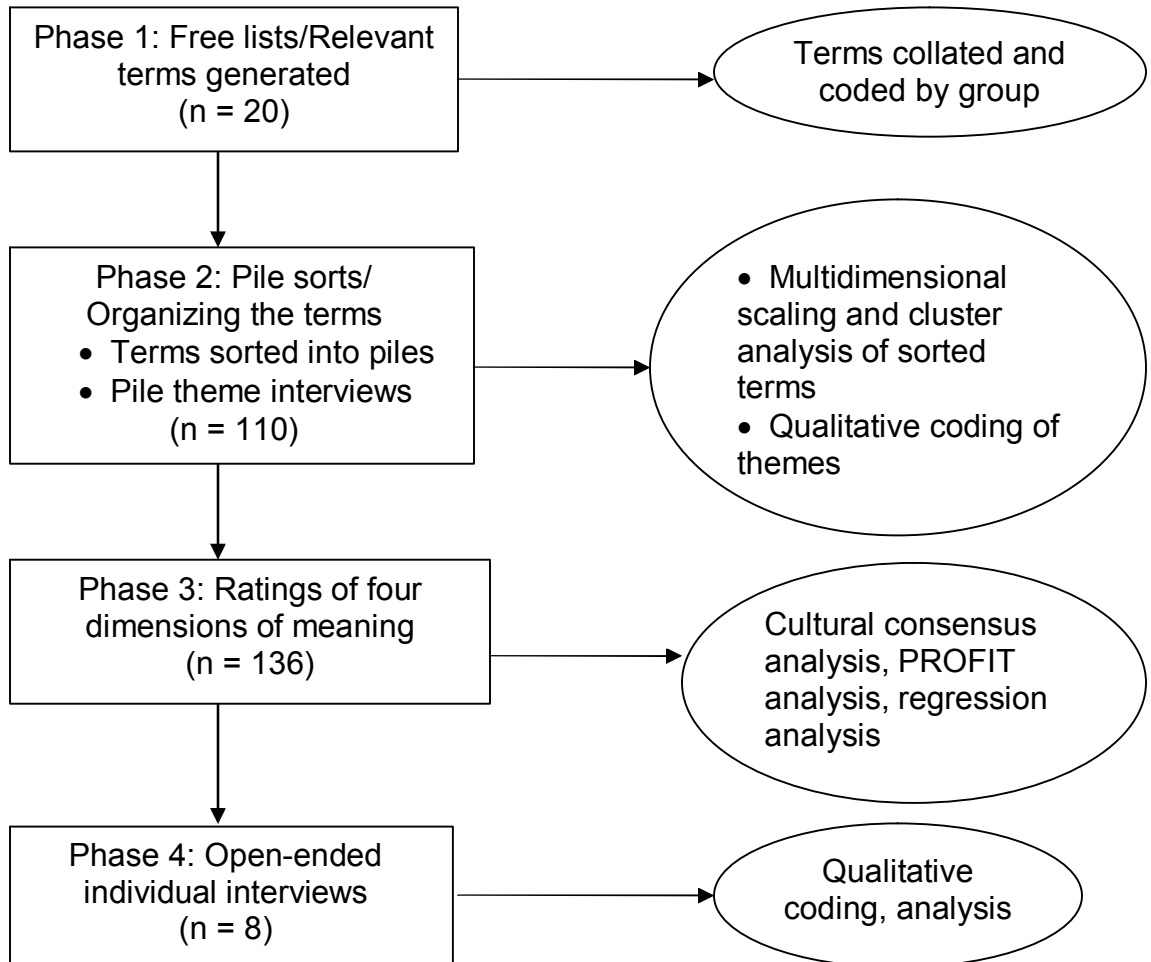 Phase 1: Free lists/Relevant
terms generated
(n = 20)
Terms collated and
coded by group
Phase 2: Pile sorts/
Organizing the terms
• Terms sorted into piles
• Pile theme interviews
(n = 110)
• Multidimensional
scaling and cluster
analysis of sorted
terms
• Qualitative coding of
themes
Phase 3: Ratings of four
dimensions of meaning
(n = 136)
Cultural consensus
analysis, PROFIT
analysis, regression
analysis
Phase 4: Open-ended
individual interviews
(n = 8)
Qualitative
coding, analysis